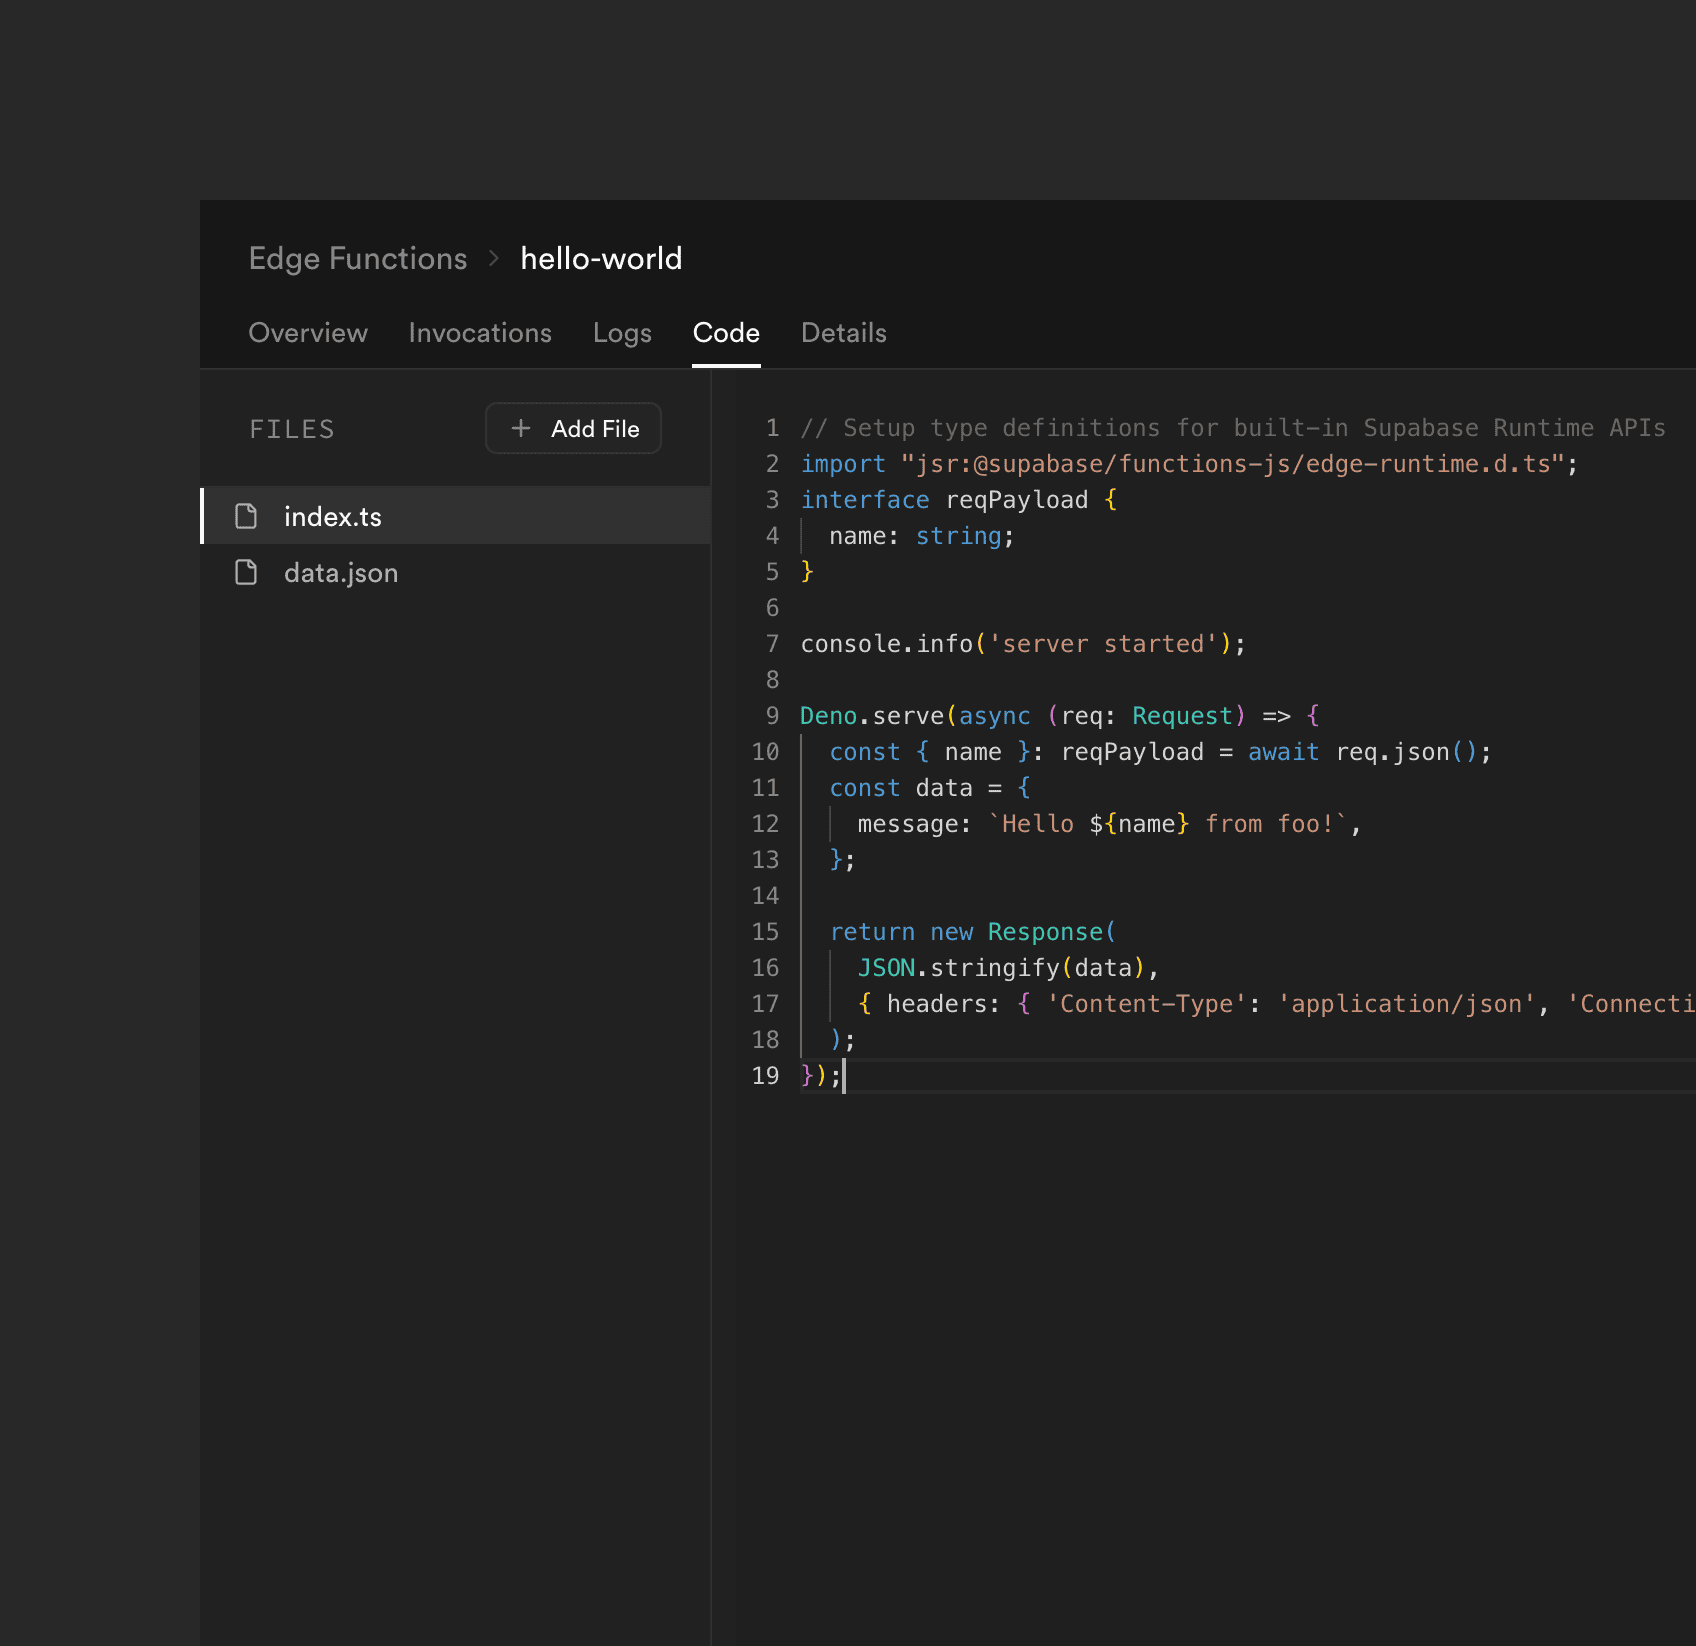 Edge Functions > hello-world
Overview Invocations Logs Code Details
FILES
+ Add File
index.ts
data.json
1 // Setup type definitions for built-in Supabase Runtime APIs
2 import "jsr:@supabase/functions-js/edge-runtime.d.ts";
3 interface reqPayload {
4   name: string;
5 }
6
7 console.info('server started');
8
9 Deno.serve(async (req: Request) => {
10   const { name }: reqPayload = await req.json();
11   const data = {
12     message: `Hello ${name} from foo!`,
13   };
14
15   return new Response(
16     JSON.stringify(data),
17     { headers: { 'Content-Type': 'application/json', 'Connecti
18   );
19 });